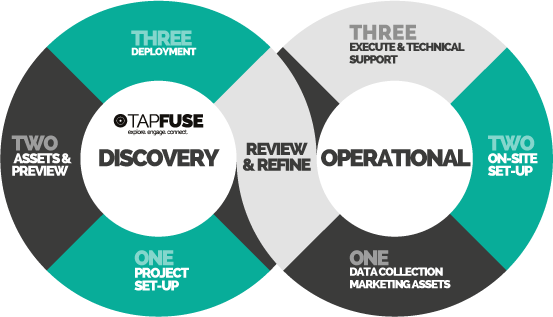 THREE
DEPLOYMENT
THREE
EXECUTE & TECHNICAL
SUPPORT
TAPFUSE
explore. engage. connect.
TWO
ASSETS &
PREVIEW
DISCOVERY
REVIEW
& REFINE
OPERATIONAL
TWO
ON-SITE
SET-UP
ONE
PROJECT
SET-UP
ONE
DATA COLLECTION
MARKETING ASSETS